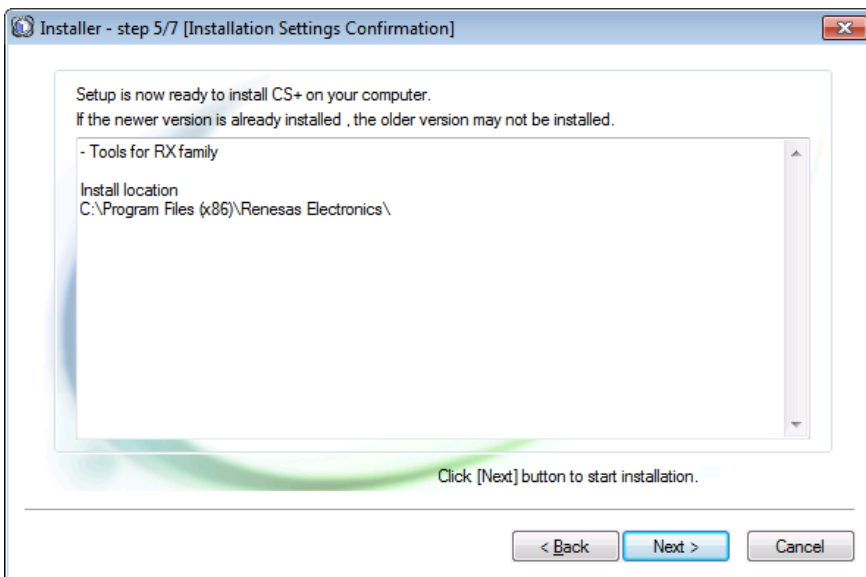 Installer - step 5/7 [Installation Settings Confirmation]
Setup is now ready to install CS+ on your computer.
If the newer version is already installed , the older version may not be installed.
- Tools for RX family
Install location
C:\Program Files (x86)\Renesas Electronics\
Click [Next] button to start installation.
< Back Next > Cancel